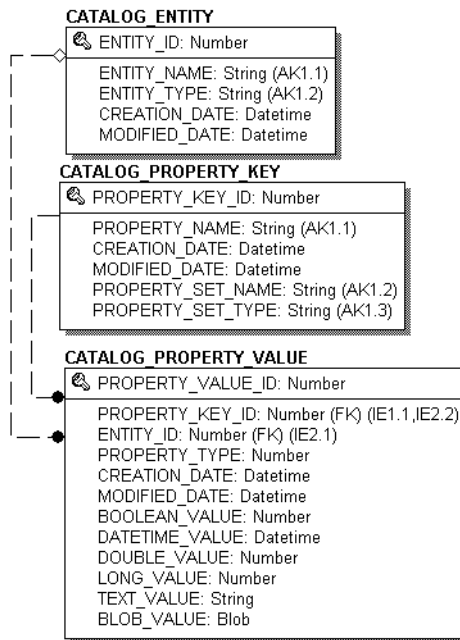 CATALOG_ENTITY
ENTITY_ID: Number
ENTITY_NAME: String (AK1.1)
ENTITY_TYPE: String (AK1.2)
CREATION_DATE: Datetime
MODIFIED_DATE: Datetime
CATALOG_PROPERTY_KEY
PROPERTY_KEY_ID: Number
PROPERTY_NAME: String (AK1.1)
CREATION_DATE: Datetime
MODIFIED_DATE: Datetime
PROPERTY_SET_NAME: String (AK1.2)
PROPERTY_SET_TYPE: String (AK1.3)
CATALOG_PROPERTY_VALUE
PROPERTY_VALUE_ID: Number
PROPERTY_KEY_ID: Number (FK) (IE1.1,IE2.2)
ENTITY_ID: Number (FK) (IE2.1)
PROPERTY_TYPE: Number
CREATION_DATE: Datetime
MODIFIED_DATE: Datetime
BOOLEAN_VALUE: Number
DATETIME_VALUE: Datetime
DOUBLE_VALUE: Number
LONG_VALUE: Number
TEXT_VALUE: String
BLOB_VALUE: Blob